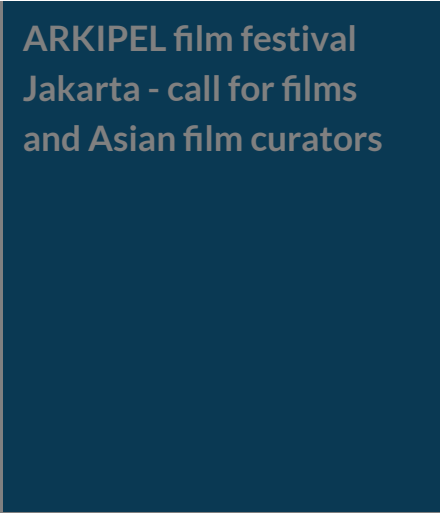 ARKIPEL film festival
Jakarta - call for films
and Asian film curators